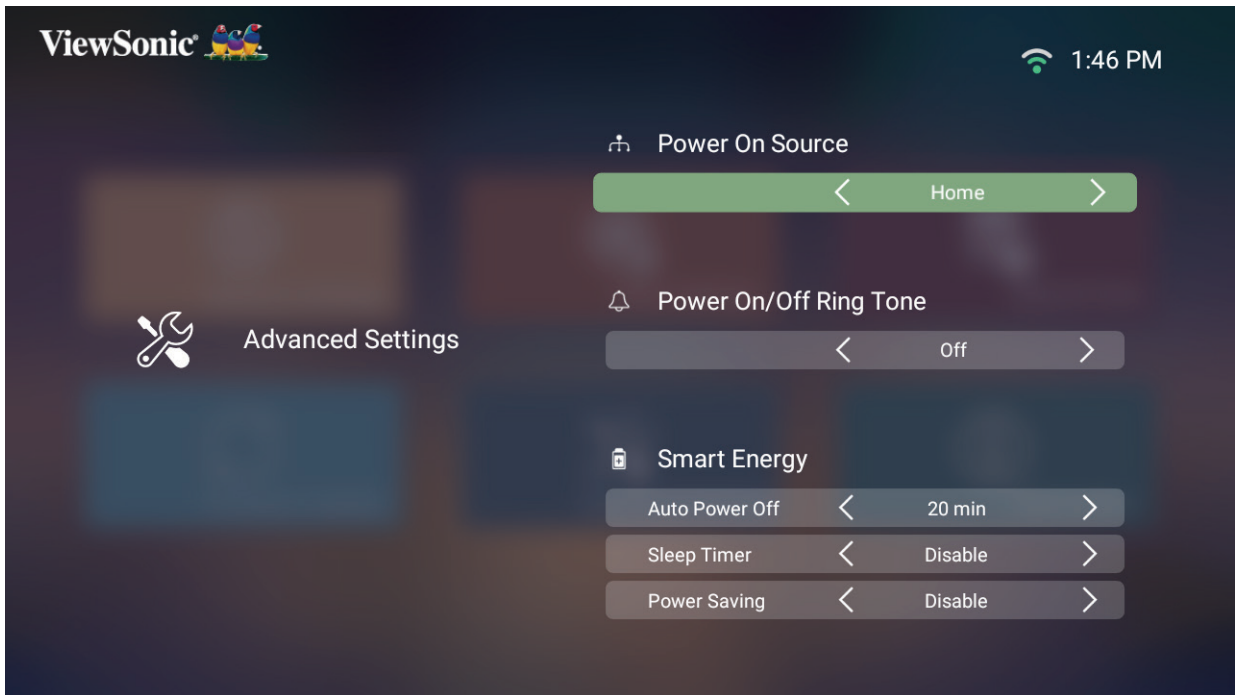 ViewSonic®
1:46 PM
Power On Source
Home
Power On/Off Ring Tone
Off
Advanced Settings
Smart Energy
Auto Power Off 20 min
Sleep Timer Disable
Power Saving Disable